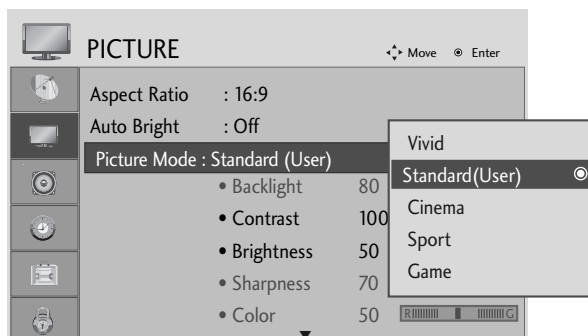 PICTURE
Move Enter
Aspect Ratio : 16:9
Auto Bright : Off
Picture Mode : Standard (User)
• Backlight 80
• Contrast 100
• Brightness 50
• Sharpness 70
• Color 50
R G
Vivid
Standard(User)
Cinema
Sport
Game